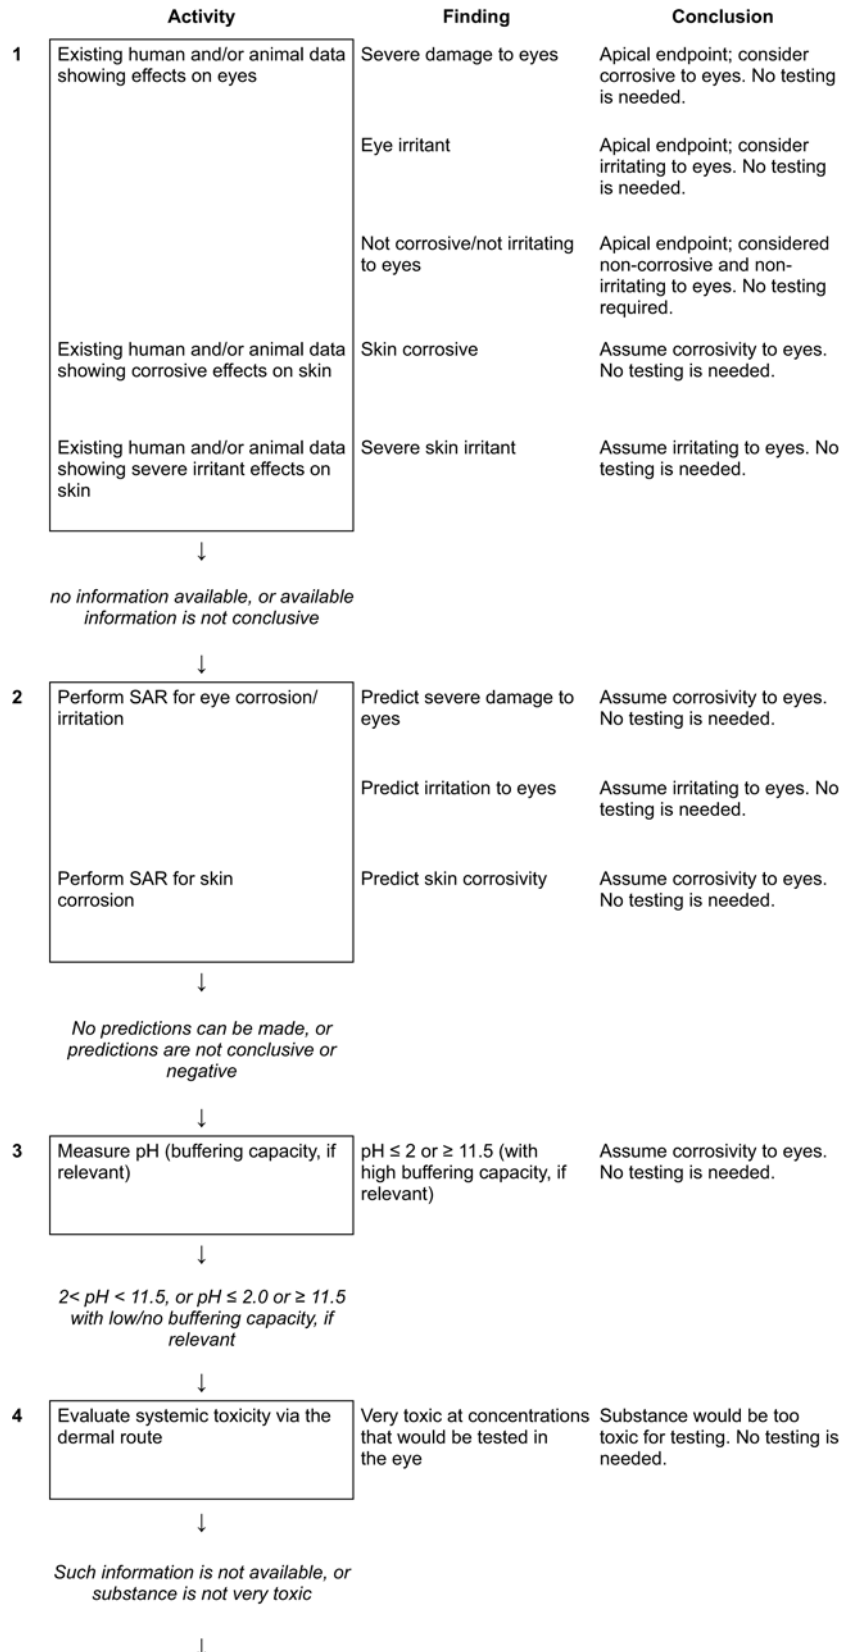 Activity Finding Conclusion
1 Existing human and/or animal data Severe damage to eyes Apical endpoint; consider
showing effects on eyes corrosive to eyes. No testing
is needed.
Eye irritant Apical endpoint; consider
irritating to eyes. No testing
is needed.
Not corrosive/not irritating Apical endpoint; considered
to eyes non-corrosive and non-
irritating to eyes. No testing
required.
Existing human and/or animal data Skin corrosive Assume corrosivity to eyes.
showing corrosive effects on skin No testing is needed.
Existing human and/or animal data Severe skin irritant Assume irritating to eyes. No
showing severe irritant effects on testing is needed.
skin
↓
no information available, or available
information is not conclusive
↓
2 Perform SAR for eye corrosion/ Predict severe damage to Assume corrosivity to eyes.
irritation eyes No testing is needed.
Predict irritation to eyes Assume irritating to eyes. No
testing is needed.
Perform SAR for skin Predict skin corrosivity Assume corrosivity to eyes.
corrosion No testing is needed.
↓
No predictions can be made, or
predictions are not conclusive or
negative
↓
3 Measure pH (buffering capacity, if pH ≤ 2 or ≥ 11.5 (with Assume corrosivity to eyes.
relevant) high buffering capacity, if No testing is needed.
relevant)
↓
2< pH < 11.5, or pH ≤ 2.0 or ≥ 11.5
with low/no buffering capacity, if
relevant
↓
4 Evaluate systemic toxicity via the Very toxic at concentrations Substance would be too
dermal route that would be tested in toxic for testing. No testing is
the eye needed.
↓
Such information is not available, or
substance is not very toxic
↓